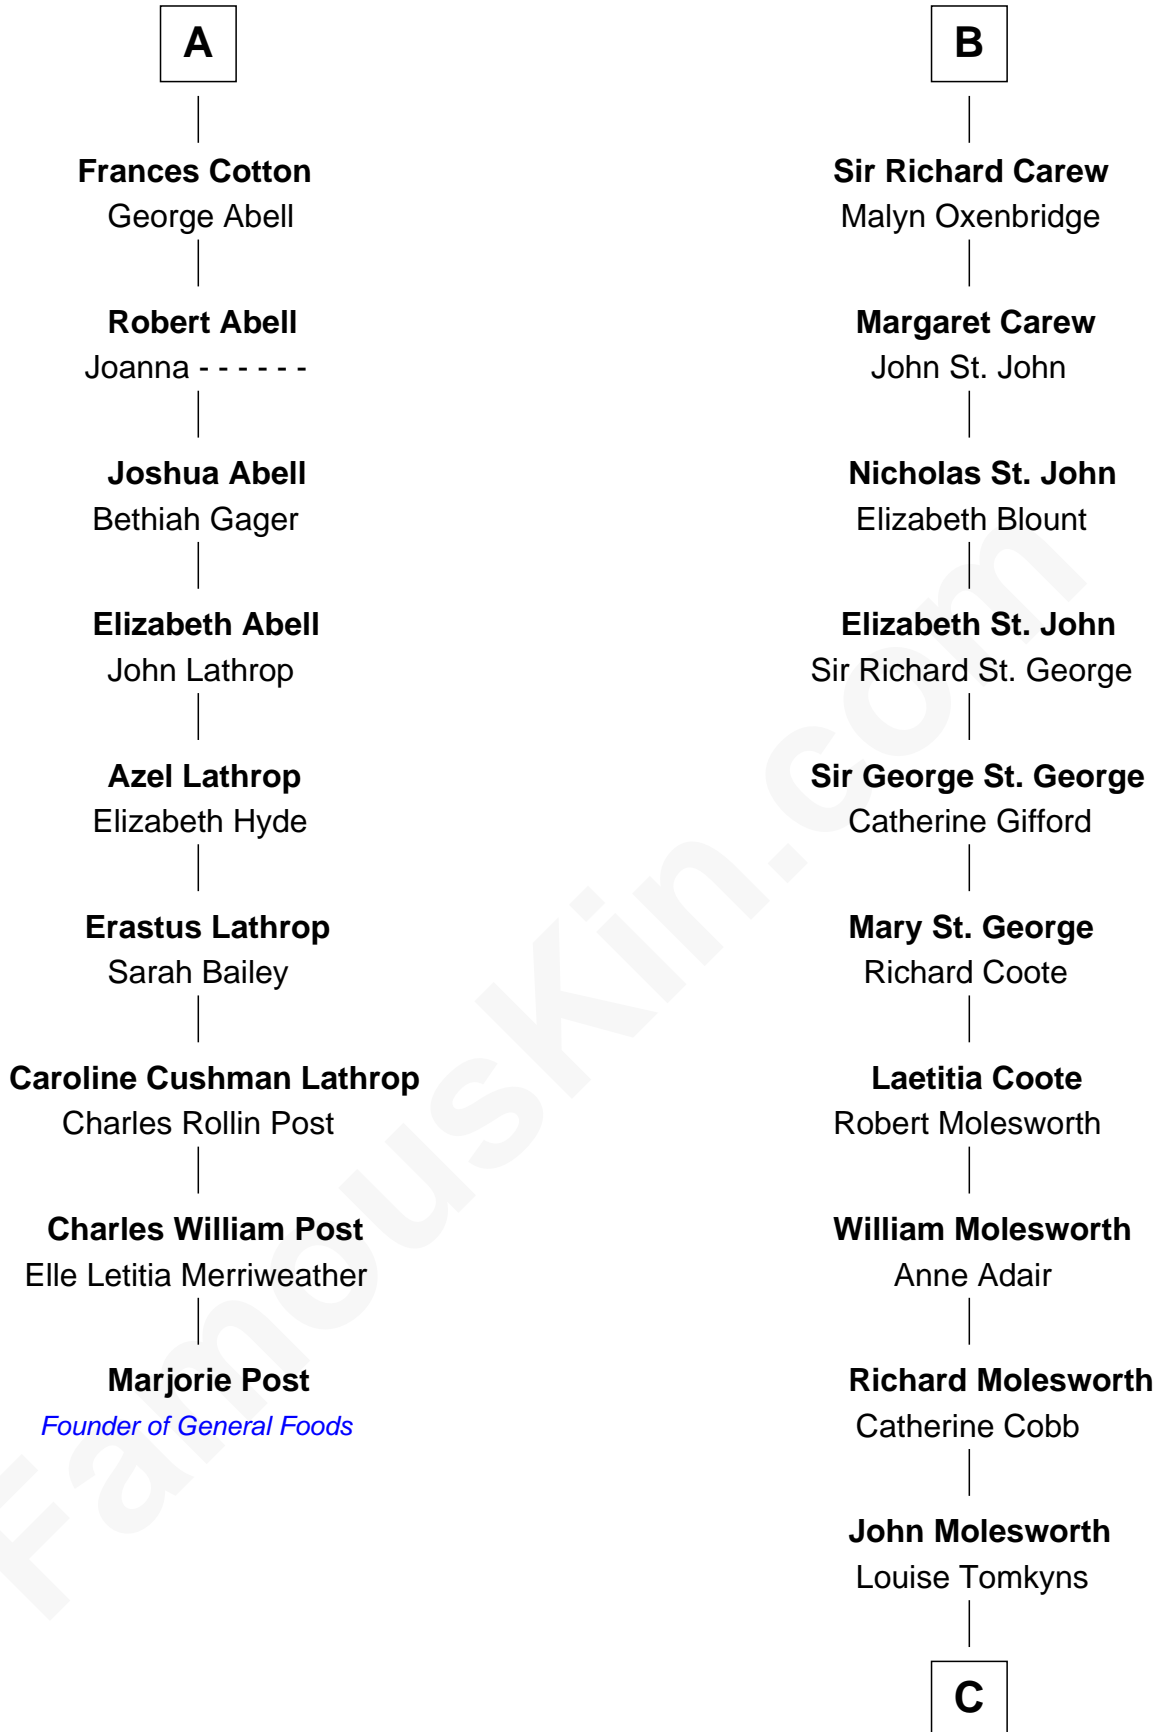 A
Frances Cotton
George Abell
Robert Abell
Joanna - - - - - -
Joshua Abell
Bethiah Gager
Elizabeth Abell
John Lathrop
Azel Lathrop
Elizabeth Hyde
Erastus Lathrop
Sarah Bailey
Caroline Cushman Lathrop
Charles Rollin Post
Charles William Post
Elle Letitia Merriweather
Marjorie Post
Founder of General Foods
B
Sir Richard Carew
Malyn Oxenbridge
Margaret Carew
John St. John
Nicholas St. John
Elizabeth Blount
Elizabeth St. John
Sir Richard St. George
Sir George St. George
Catherine Gifford
Mary St. George
Richard Coote
Laetitia Coote
Robert Molesworth
William Molesworth
Anne Adair
Richard Molesworth
Catherine Cobb
John Molesworth
Louise Tomkyns
C
FamousKin.com